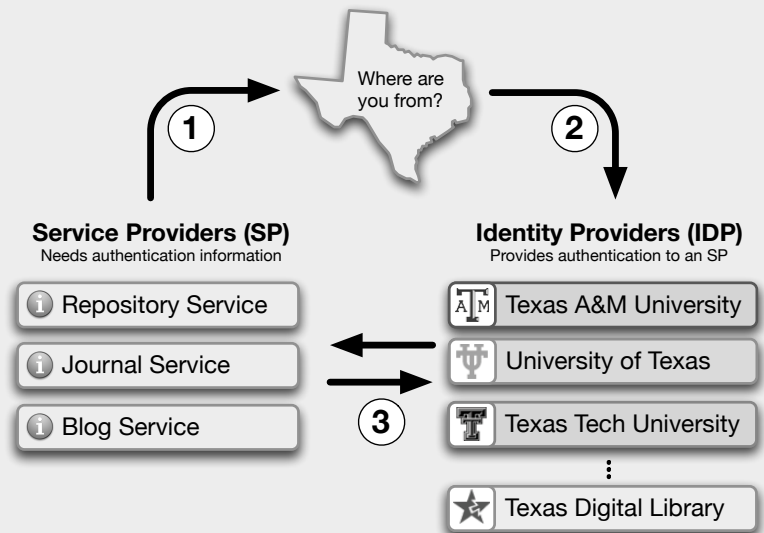 Where are
you from?
1
2
Service Providers (SP)
Needs authentication information
Identity Providers (IDP)
Provides authentication to an SP
Repository Service
Journal Service
Blog Service
3
A T M Texas A&M University
University of Texas
Texas Tech University
Texas Digital Library